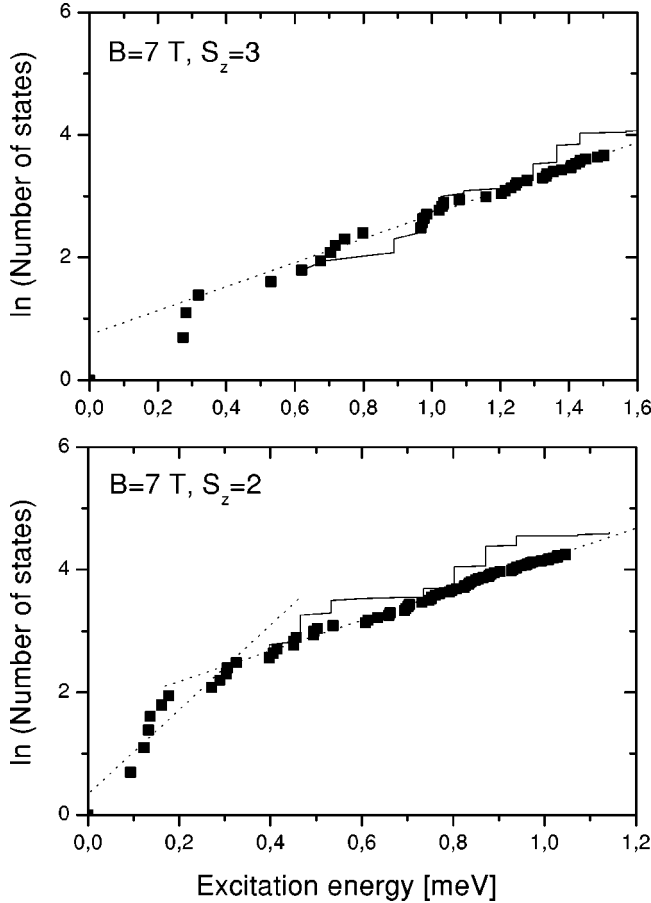 6
B=7 T, S_z=3
4
ln (Number of states)
2
0
0,0 0,2 0,4 0,6 0,8 1,0 1,2 1,4 1,6
6
B=7 T, S_z=2
4
ln (Number of states)
2
0
0,0 0,2 0,4 0,6 0,8 1,0 1,2
Excitation energy [meV]